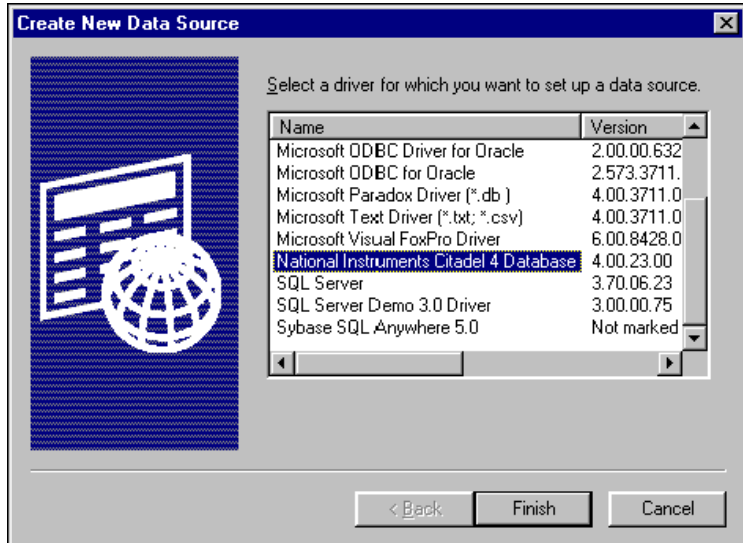 Create New Data Source
Select a driver for which you want to set up a data source.
Name Version
Microsoft ODBC Driver for Oracle 2.00.00.632
Microsoft ODBC for Oracle 2.573.3711.
Microsoft Paradox Driver (*.db ) 4.00.3711.0
Microsoft Text Driver (*.txt; *.csv) 4.00.3711.0
Microsoft Visual FoxPro Driver 6.00.8428.0
National Instruments Citadel 4 Database 4.00.23.00
SQL Server 3.70.06.23
SQL Server Demo 3.0 Driver 3.00.00.75
Sybase SQL Anywhere 5.0 Not marked
< Back Finish Cancel